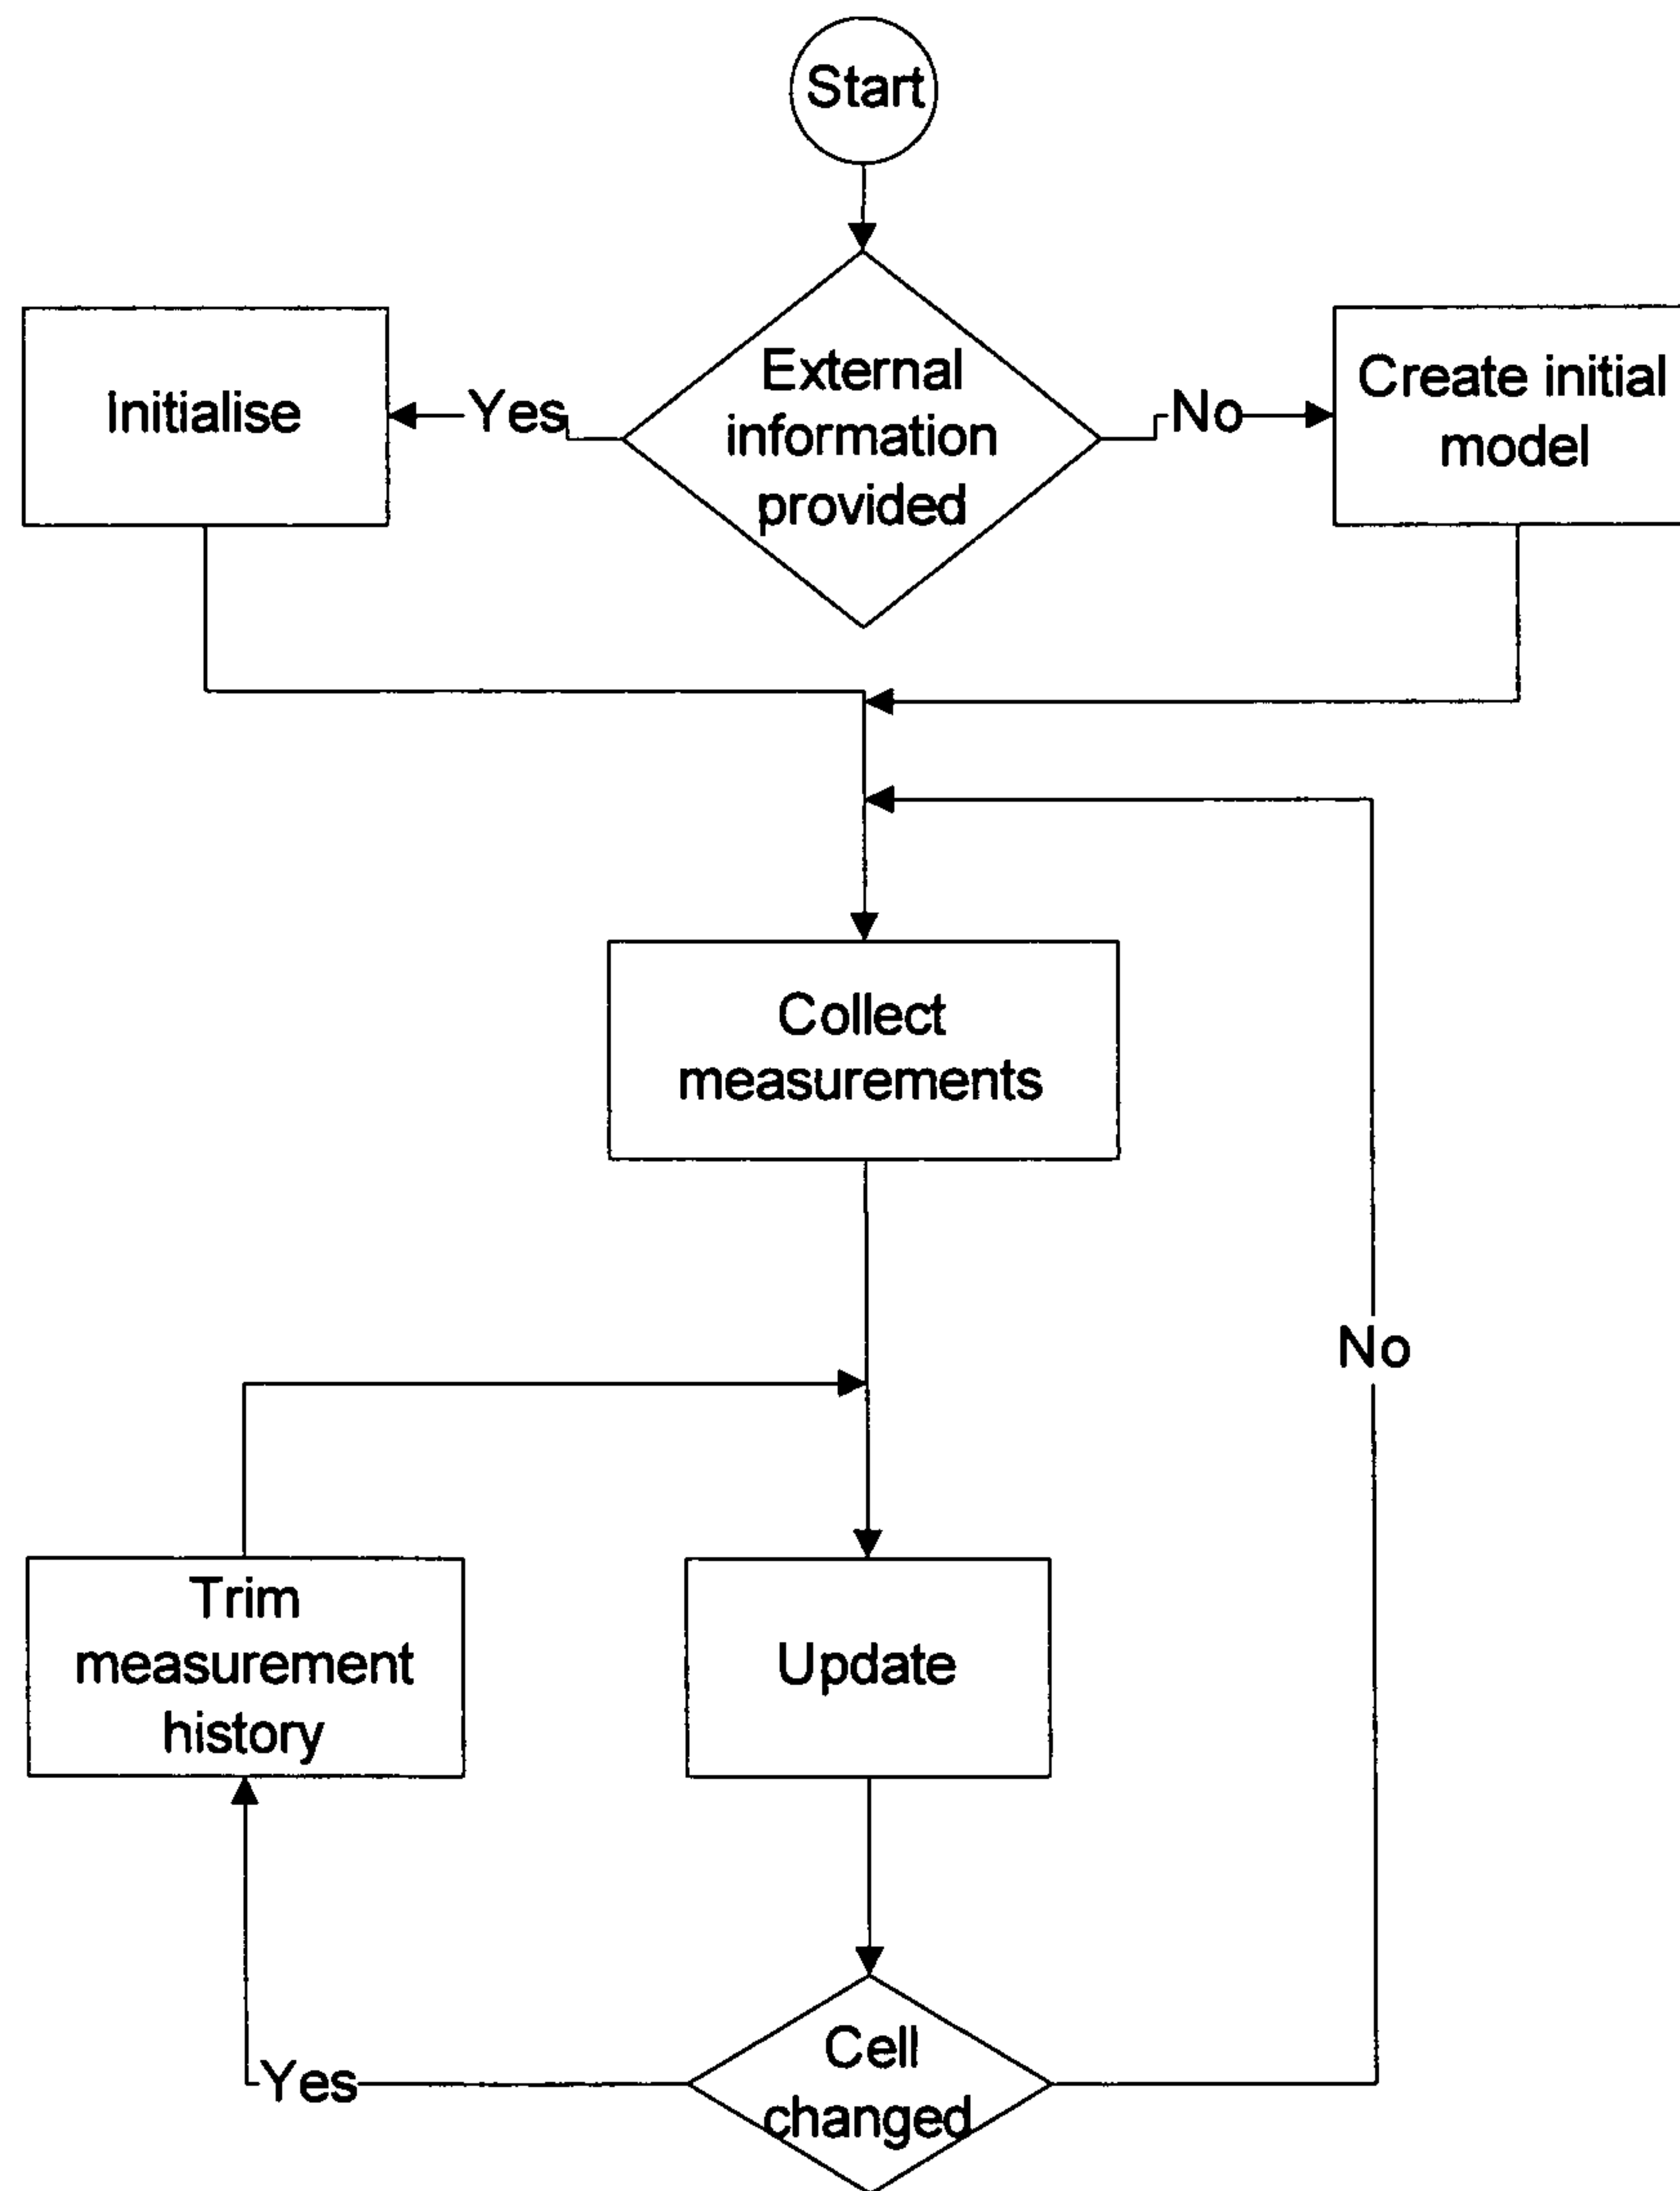 Start
External
information
provided
Initialise
Yes
No
Create initial
model
Collect
measurements
No
Trim
measurement
history
Update
Yes
Cell
changed